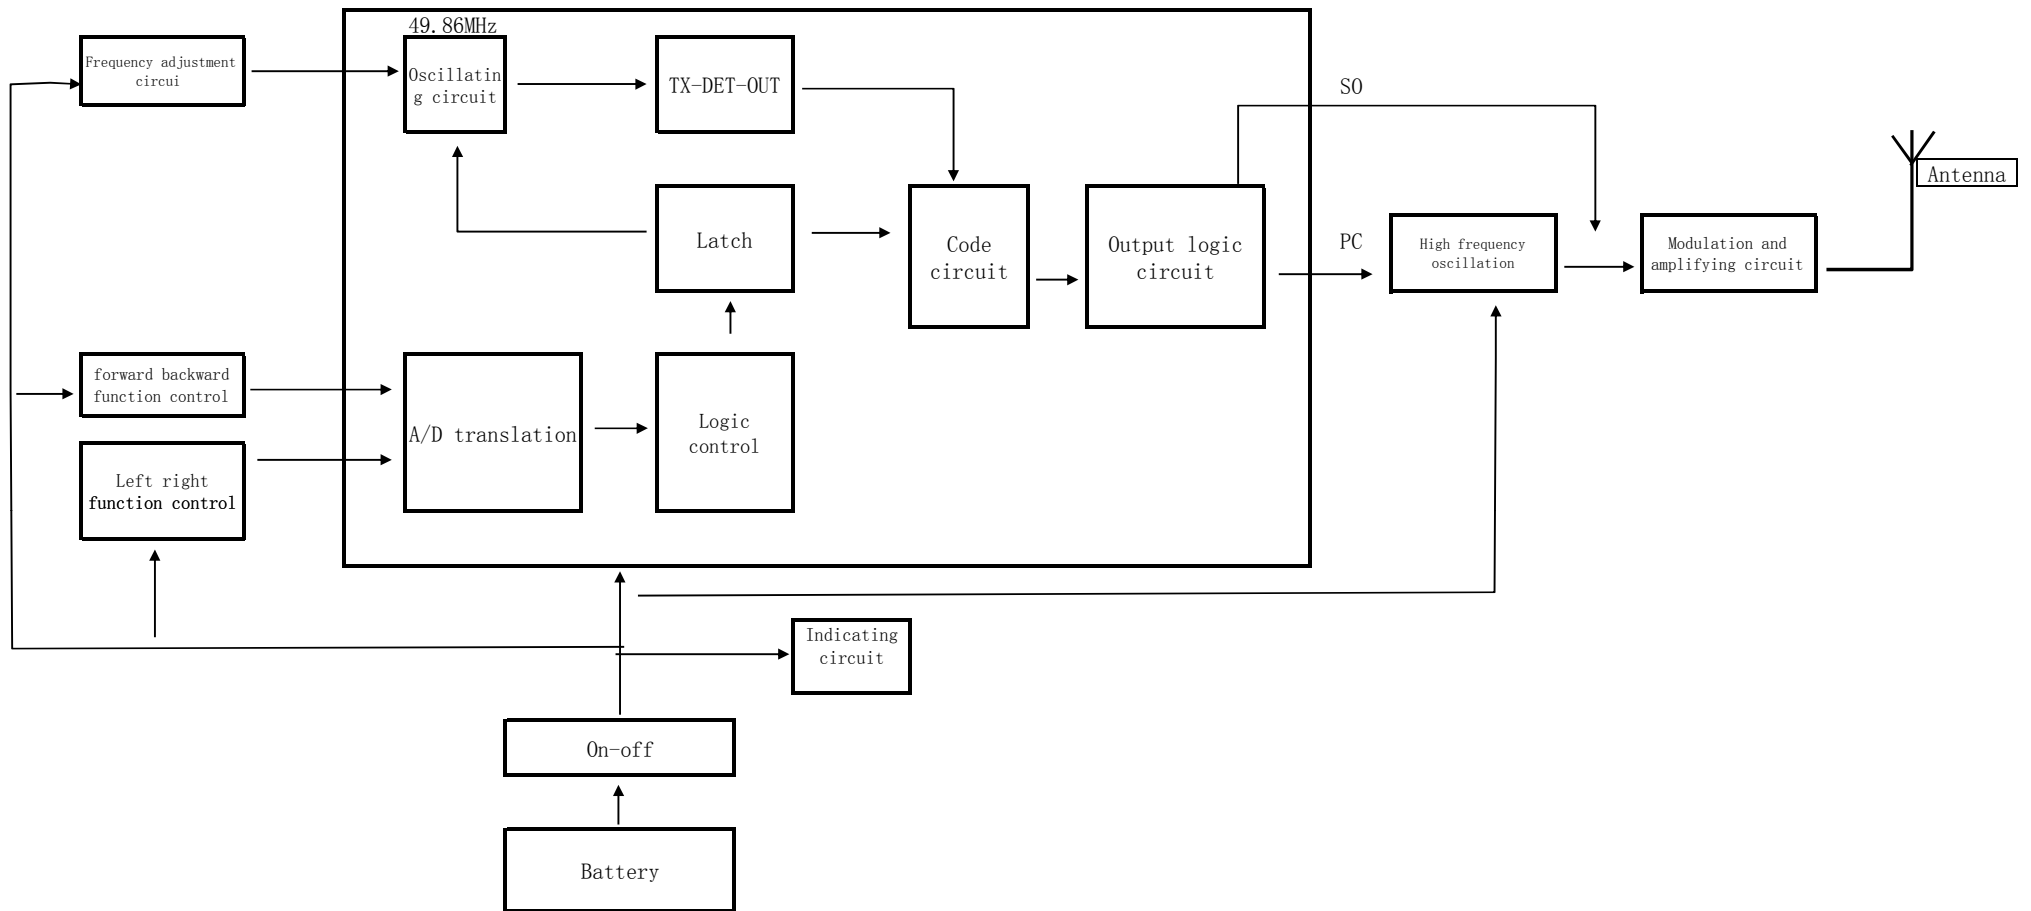 49.86MHz
Frequency adjustment
circui
Oscillatin
g circuit
TX-DET-OUT
SO
Antenna
Latch
Code
circuit
Output logic
circuit
PC
High frequency
oscillation
Modulation and
amplifying circuit
forward backward
function control
A/D translation
Logic
control
Left right
function control
Indicating
circuit
On-off
Battery